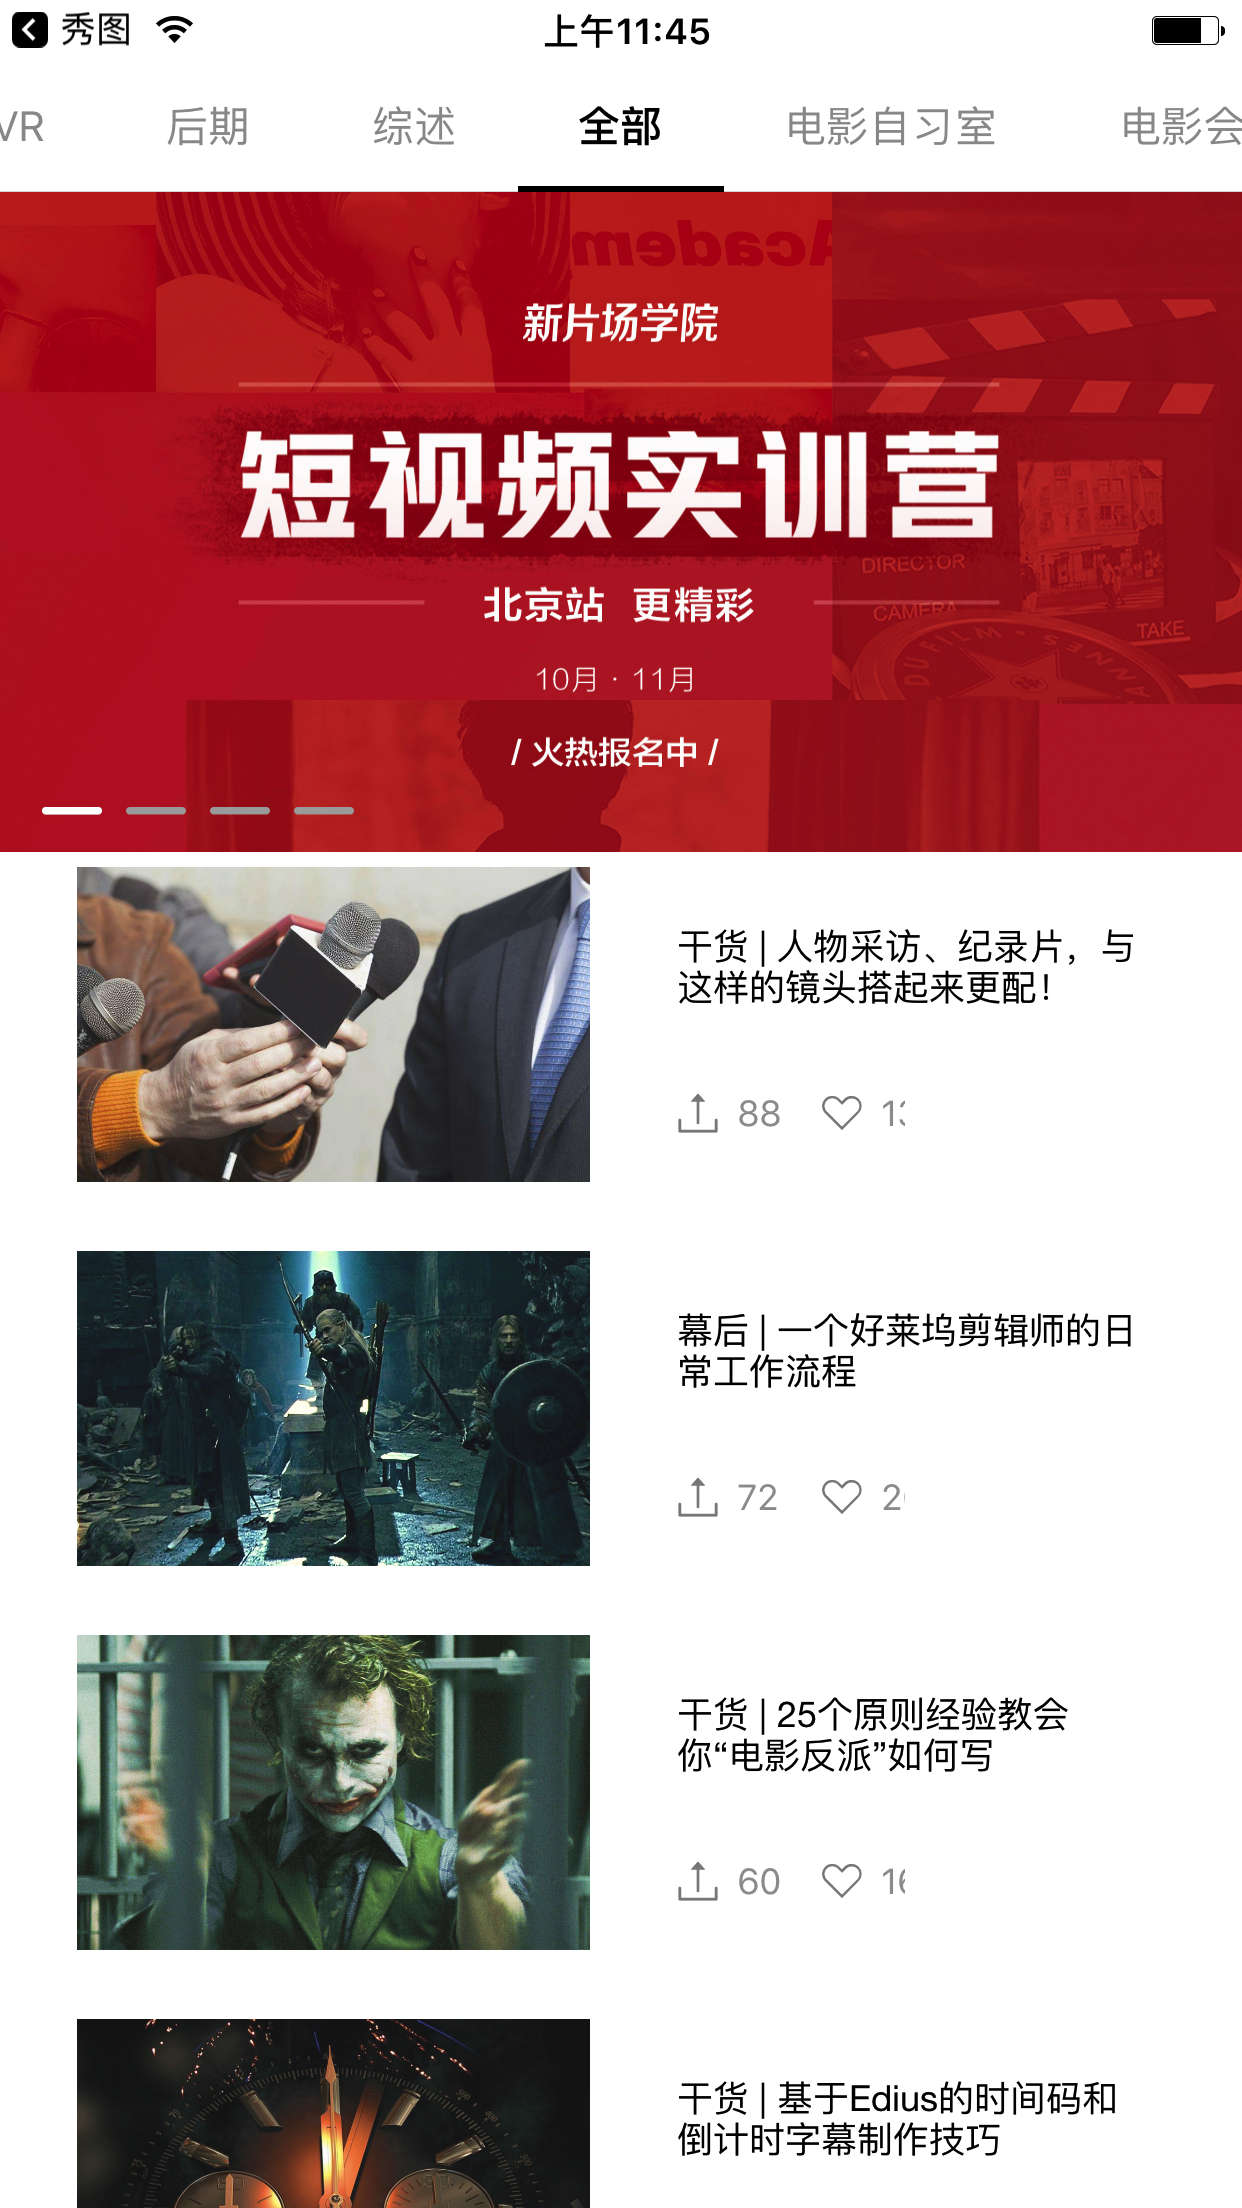 秀图
上午11:45
VR 后期 综述 全部 电影自习室 电影会
Academ
新片场学院
短视频实训营
北京站 更精彩
10月 · 11月
/ 火热报名中 /
DIRECTOR
CAMERA
TAKE
干货 | 人物采访、纪录片，与
这样的镜头搭起来更配！
88
幕后 | 一个好莱坞剪辑师的日
常工作流程
72
干货 | 25个原则经验教会
你“电影反派”如何写
60
干货 | 基于Edius的时间码和
倒计时字幕制作技巧